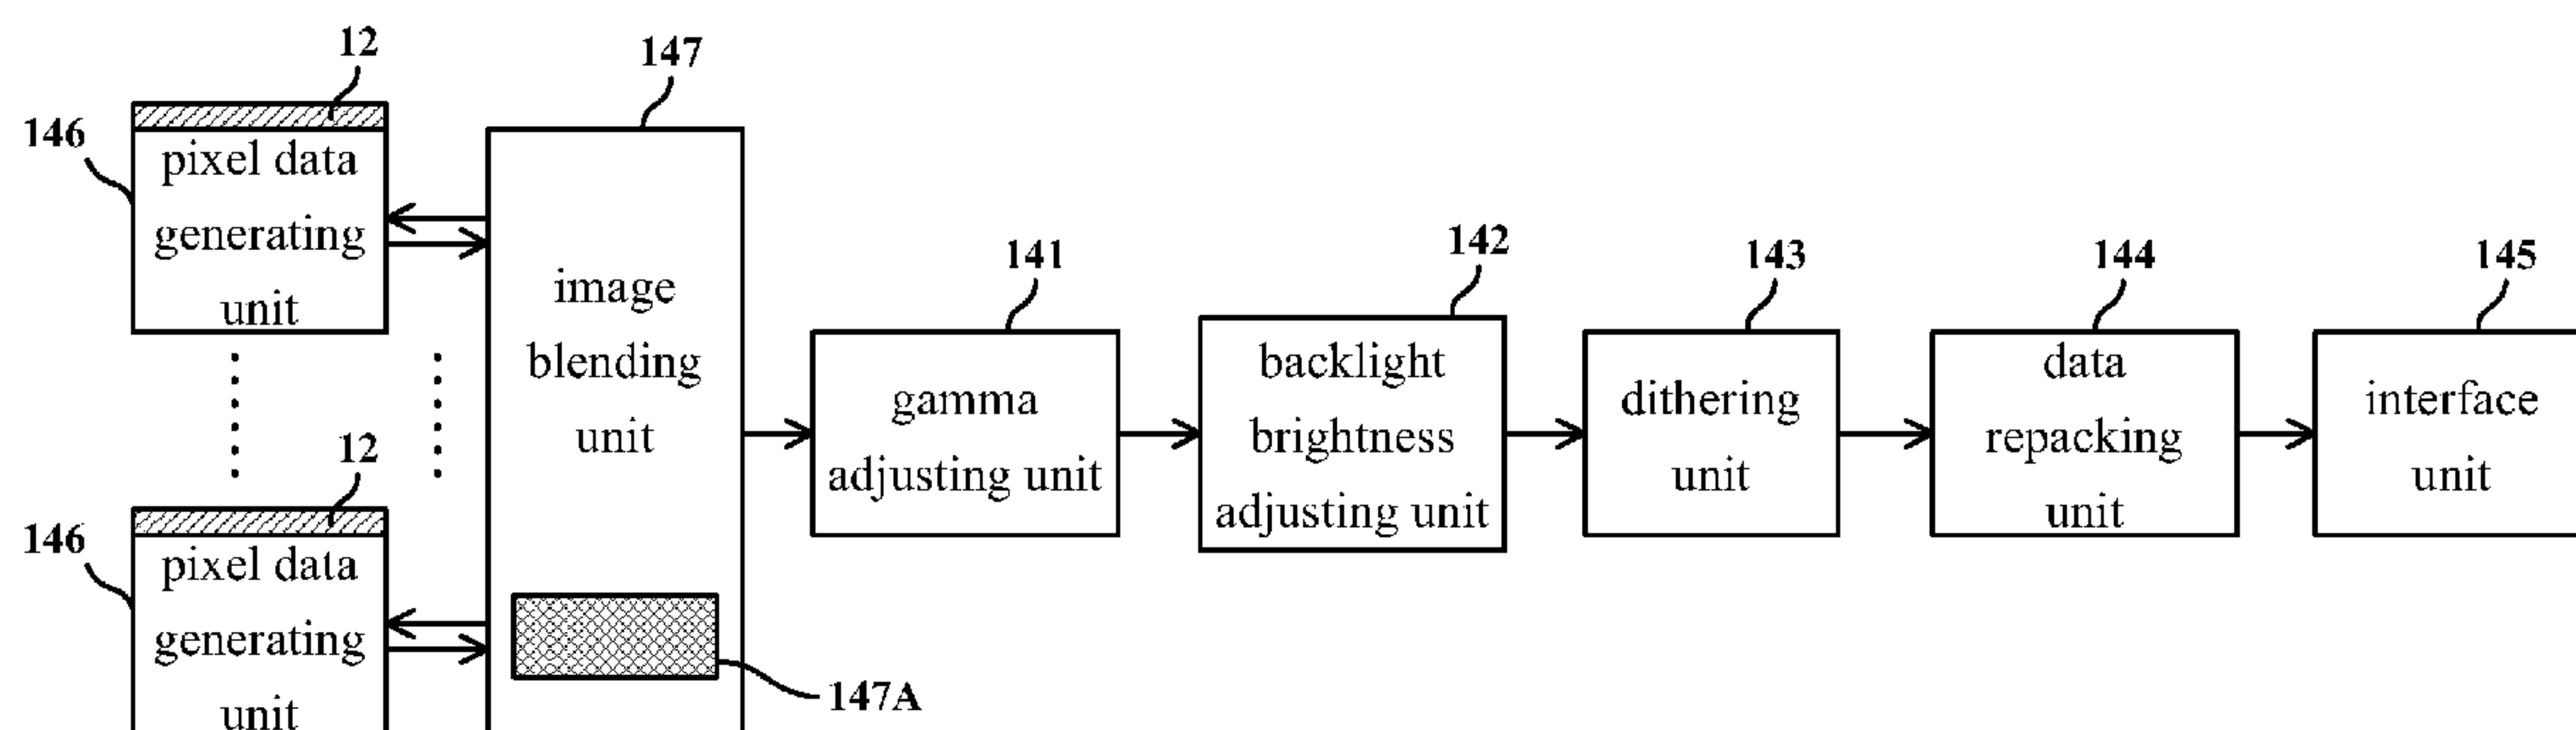 12
147
146
pixel data
generating
unit
image
blending
unit
141
gamma
adjusting unit
142
backlight
brightness
adjusting unit
143
dithering
unit
144
data
repacking
unit
145
interface
unit
12
146
pixel data
generating
unit
147A